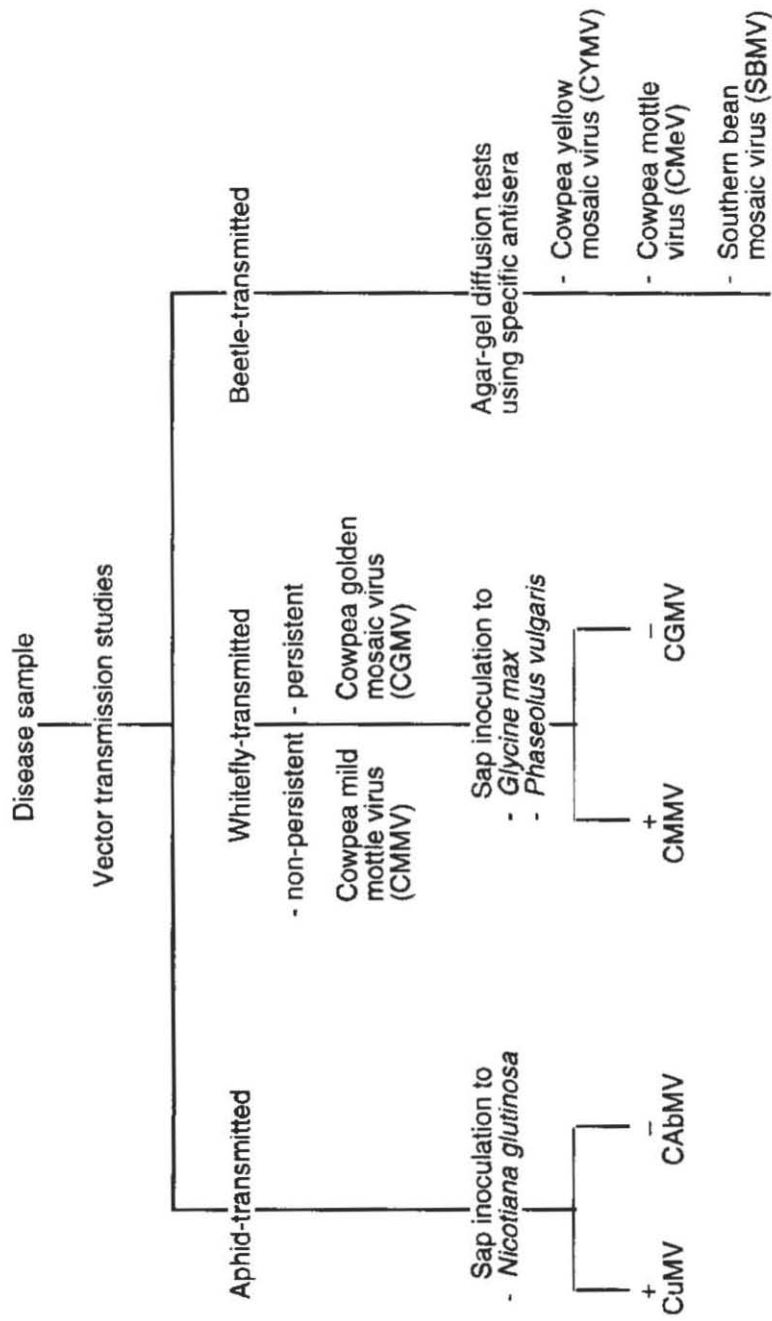 Disease sample
Vector transmission studies
Aphid-transmitted
Sap inoculation to
- Nicotiana glutinosa
+
CuMV
−
CAbMV
Whitefly-transmitted
- non-persistent - persistent
Cowpea mild
mottle virus
(CMMV)
Cowpea golden
mosaic virus
(CGMV)
Sap inoculation to
- Glycine max
- Phaseolus vulgaris
+
CMMV
−
CGMV
Beetle-transmitted
Agar-gel diffusion tests
using specific antisera
- Cowpea yellow
mosaic virus (CYMV)
- Cowpea mottle
virus (CMeV)
- Southern bean
mosaic virus (SBMV)